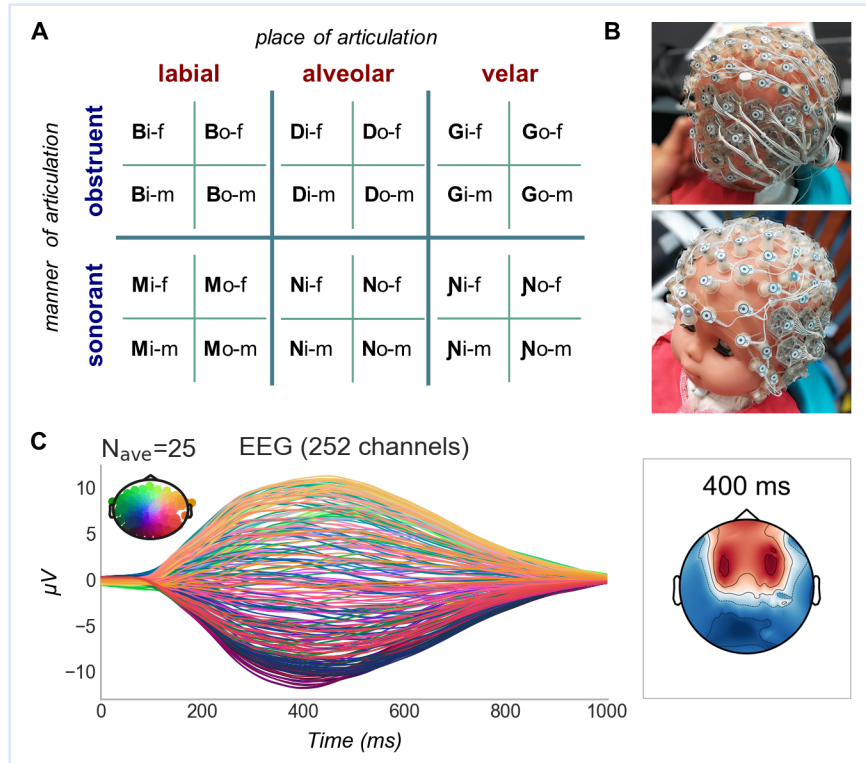 A
B
place of articulation
labial alveolar velar
manner of articulation
obstruent
Bi-f Bo-f Di-f Do-f Gi-f Go-f
Bi-m Bo-m Di-m Do-m Gi-m Go-m
sonorant
Mi-f Mo-f Ni-f No-f Ɲi-f Ɲo-f
Mi-m Mo-m Ni-m No-m Ɲi-m Ɲo-m
C
Nave=25 EEG (252 channels)
μV
10
5
0
−5
−10
0 200 400 600 800 1000
Time (ms)
400 ms